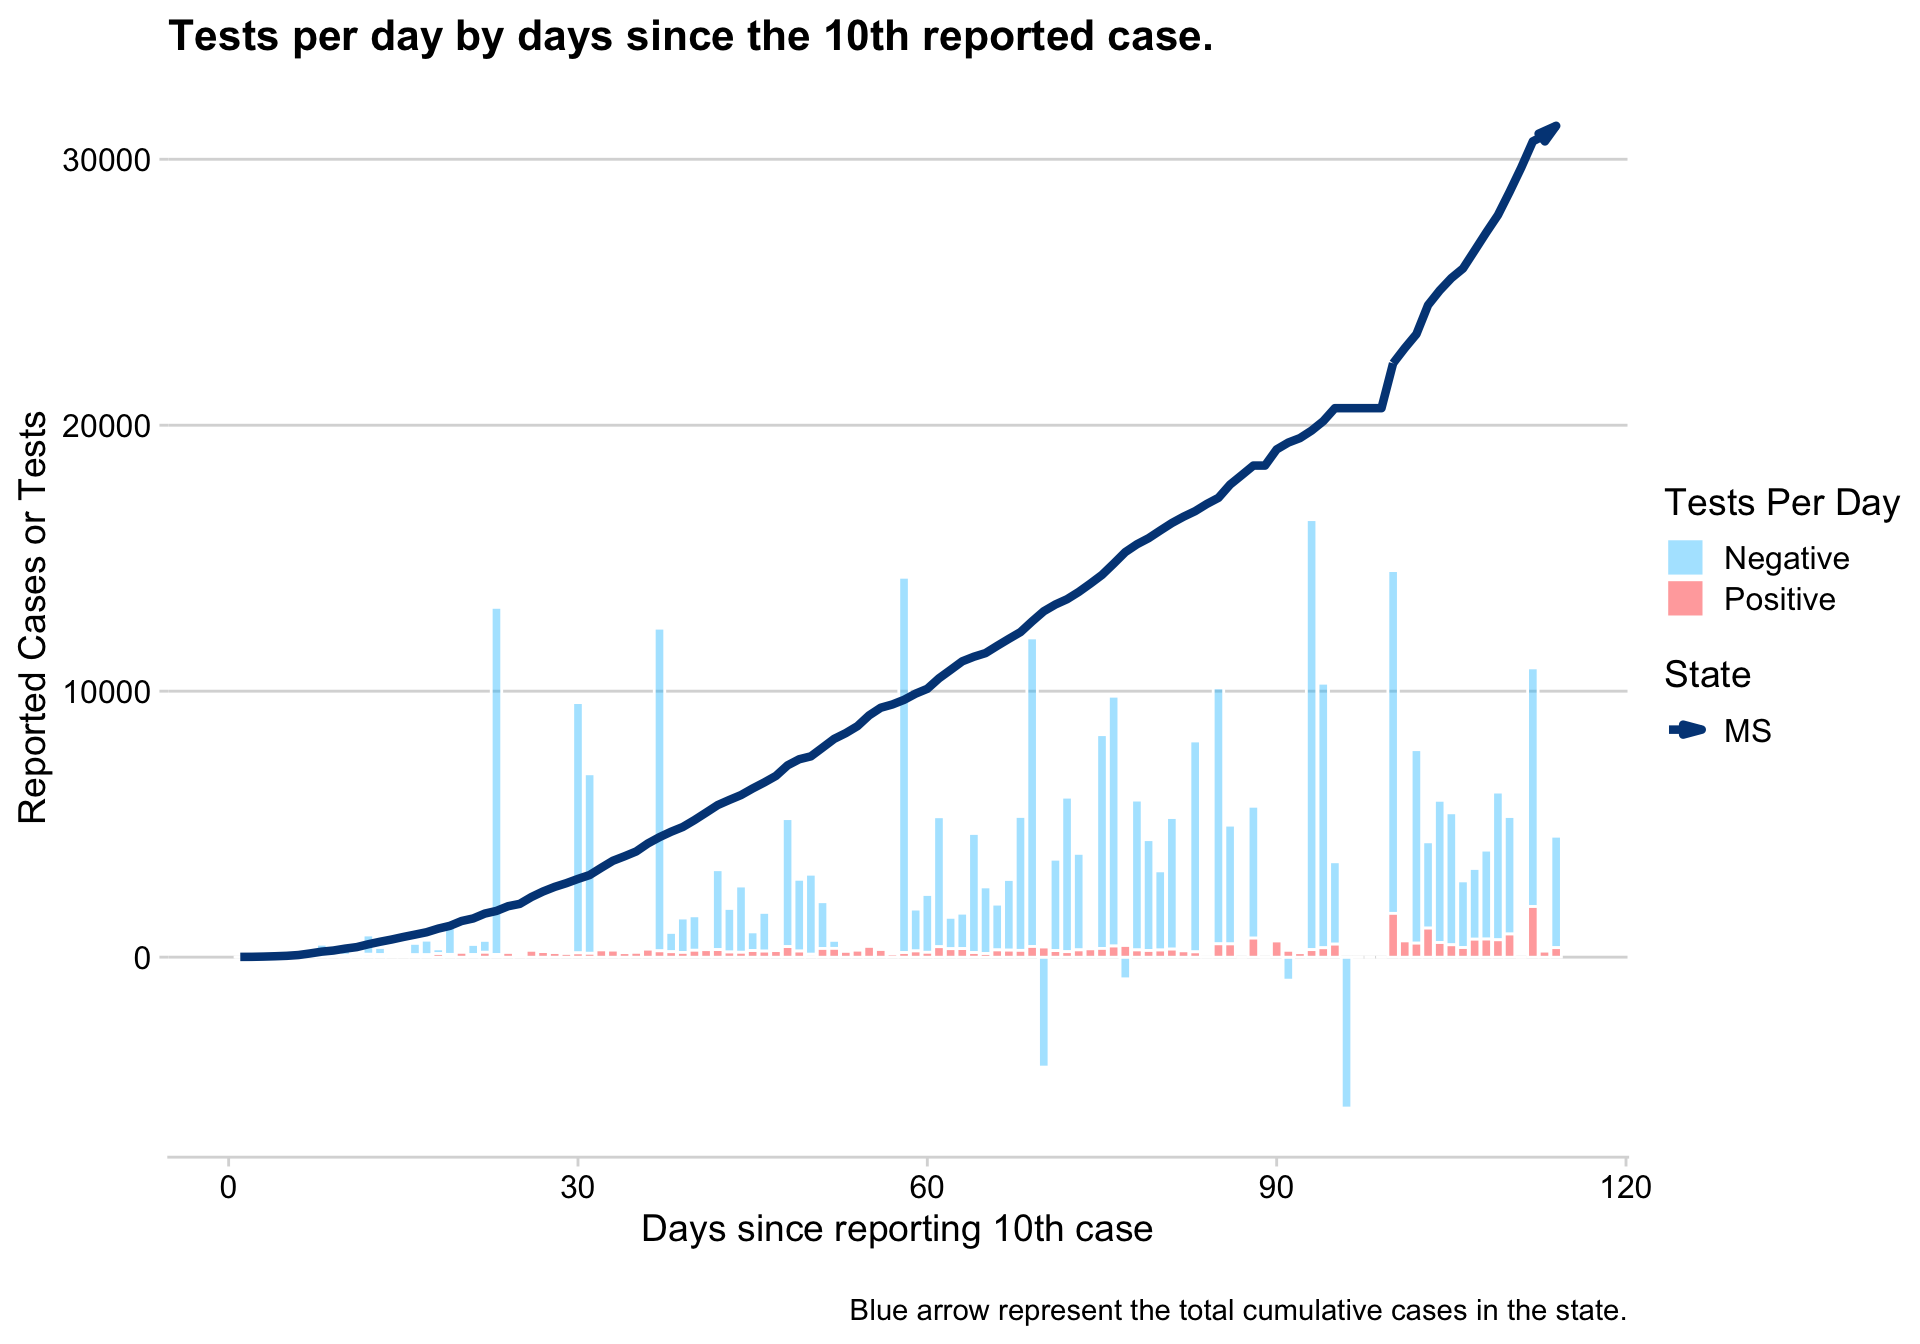 Tests per day by days since the 10th reported case.
30000
20000
10000
0
Reported Cases or Tests
0 30 60 90 120
Days since reporting 10th case
Tests Per Day
Negative
Positive
State
MS
Blue arrow represent the total cumulative cases in the state.